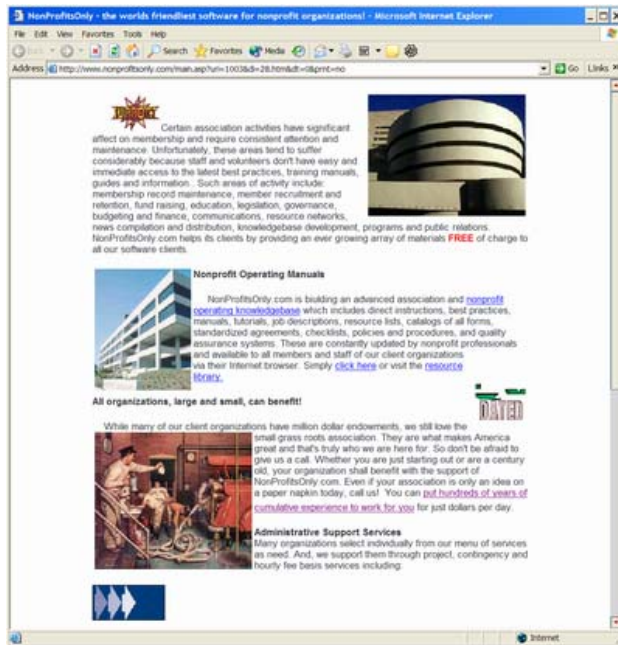 NonProfitsOnly - the worlds friendliest software for nonprofit organizations! - Microsoft Internet Explorer
File Edit View Favorites Tools Help
Back Search Favorites Media
Address http://www.nonprofitsonly.com/main.asp?uri=1003&di=28.htm&dt=0&prnt=no Go Links
Certain association activities have significant
affect on membership and require consistent attention and
maintenance. Unfortunately, these areas tend to suffer
considerably because staff and volunteers don't have easy and
immediate access to the latest best practices, training manuals,
guides and information.. Such areas of activity include:
membership record maintenance, member recruitment and
retention, fund raising, education, legislation, governance,
budgeting and finance, communications, resource networks,
news compilation and distribution, knowledgebase development, programs and public relations.
NonProfitsOnly.com helps its clients by providing an ever growing array of materials FREE of charge to
all our software clients.
Nonprofit Operating Manuals
NonProfitsOnly.com is biulding an advanced association and nonprofit
operating knowledgebase which includes direct instructions, best practices,
manuals, tutorials, job descriptions, resource lists, catalogs of all forms,
standardized agreements, checklists, policies and procedures, and quality
assurance systems. These are constantly updated by nonprofit professionals
and available to all members and staff of our client organizations
via their Internet browser. Simply click here or visit the resource
library.
All organizations, large and small, can benefit!
DATED
While many of our client organizations have million dollar endowments, we still love the
small grass roots association. They are what makes America
great and that's truly who we are here for. So don't be afraid to
give us a call. Whether you are just starting out or are a century
old, your organization shall benefit with the support of
NonProfitsOnly.com. Even if your association is only an idea on
a paper napkin today, call us! You can put hundreds of years of
cumulative experience to work for you for just dollars per day.
Administrative Support Services
Many organizations select individually from our menu of services
as need. And, we support them through project, contingency and
hourly fee basis services including:
Internet